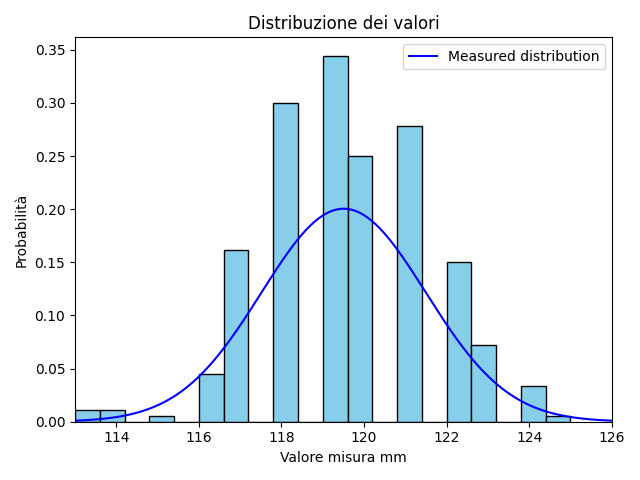 Distribuzione dei valori
Measured distribution
Probabilità
0.35
0.30
0.25
0.20
0.15
0.10
0.05
0.00
114 116 118 120 122 124 126
Valore misura mm